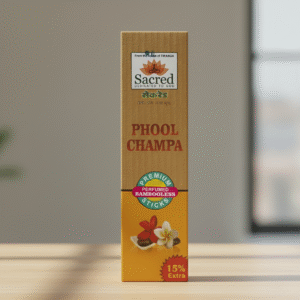 Sacred
PHOOL
CHAMPA
PREMIUM
PERFUMED
BAMBOOLESS
STICKS
15%
Extra